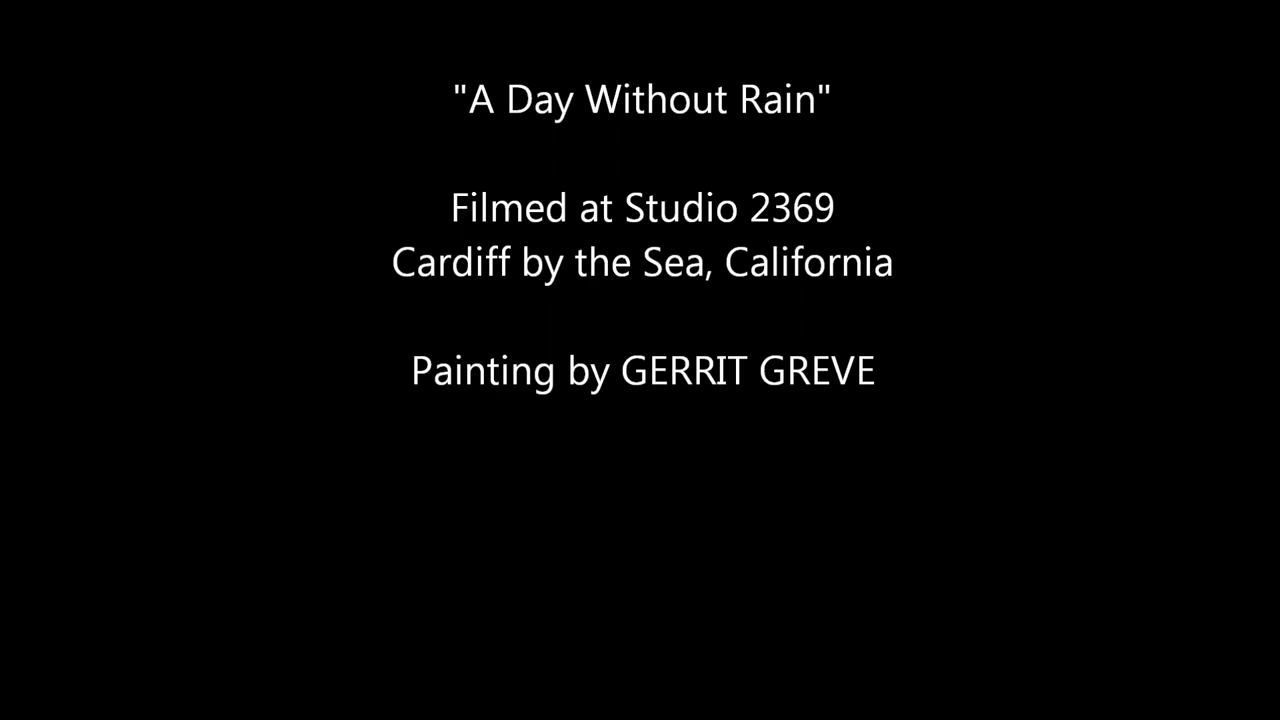 "A Day Without Rain"
Filmed at Studio 2369
Cardiff by the Sea, California
Painting by GERRIT GREVE